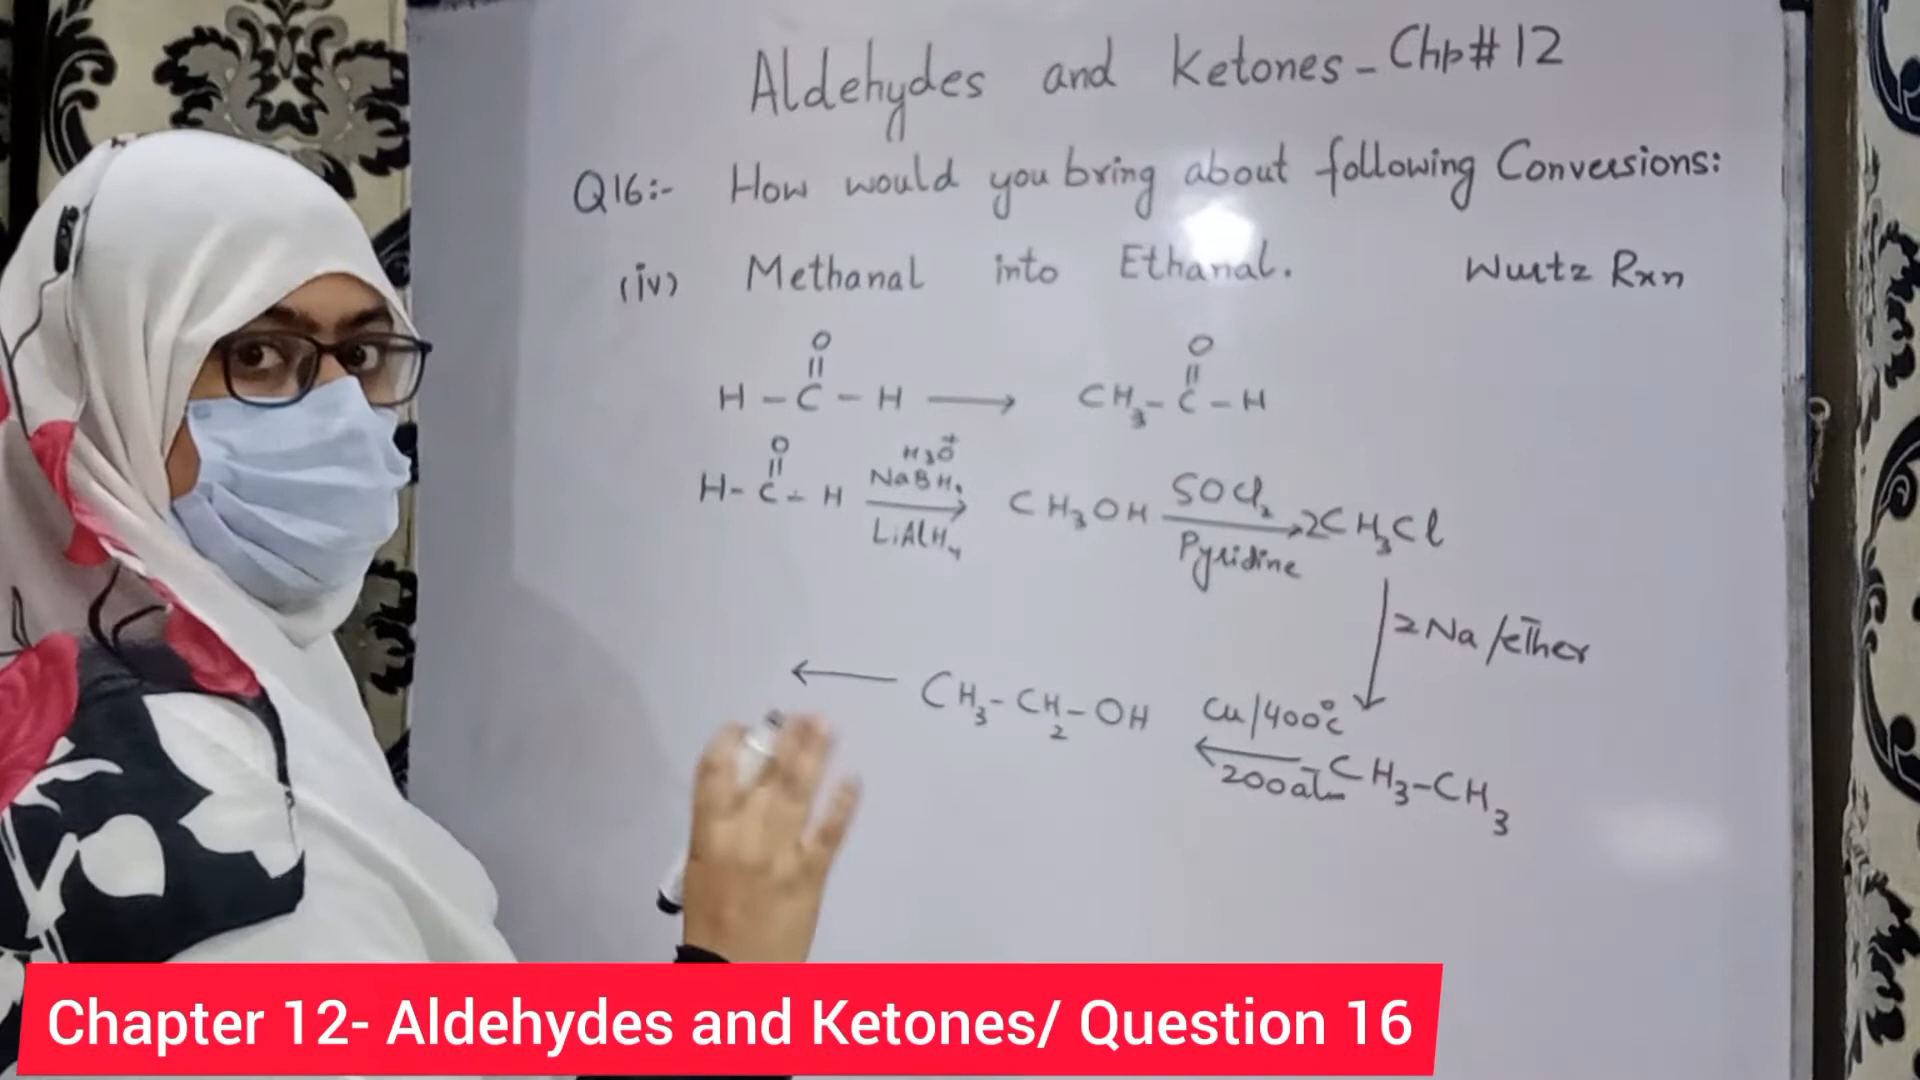 Aldehydes and Ketones - Chp# 12
Q16:- How would you bring about following Conversions:
(iv) Methanal into Ethanal. Wurtz Rxn
O O
|| ||
H - C - H ⟶ CH₃ - C - H
O H₃O⁺
|| NaBH₄ SOCl₂
H - C - H ⟶ CH₃OH ⟶ 2CH₃Cl
LiAlH₄ Pyridine
↓ 2Na/ether
⟵ CH₃ - CH₂ - OH Cu/400°C
⟵ CH₃-CH₃
200atm
Chapter 12- Aldehydes and Ketones/ Question 16